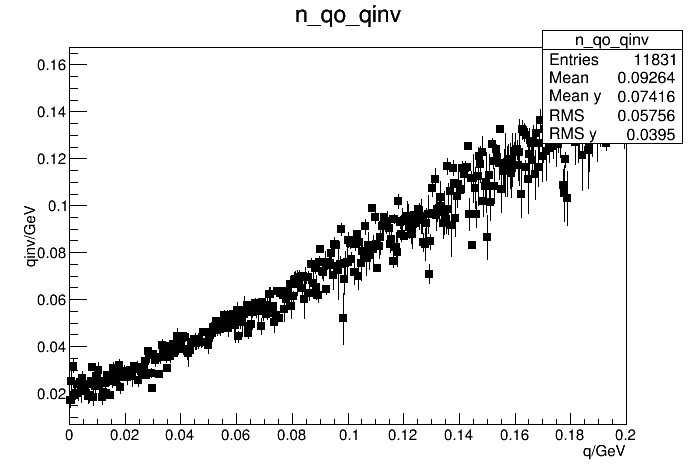 n_qo_qinv
n_qo_qinv
Entries 11831
Mean 0.09264
Mean y 0.07416
RMS 0.05756
RMS y 0.0395
qinv/GeV
0.16
0.14
0.12
0.1
0.08
0.06
0.04
0.02
0 0.02 0.04 0.06 0.08 0.1 0.12 0.14 0.16 0.18 0.2
q/GeV